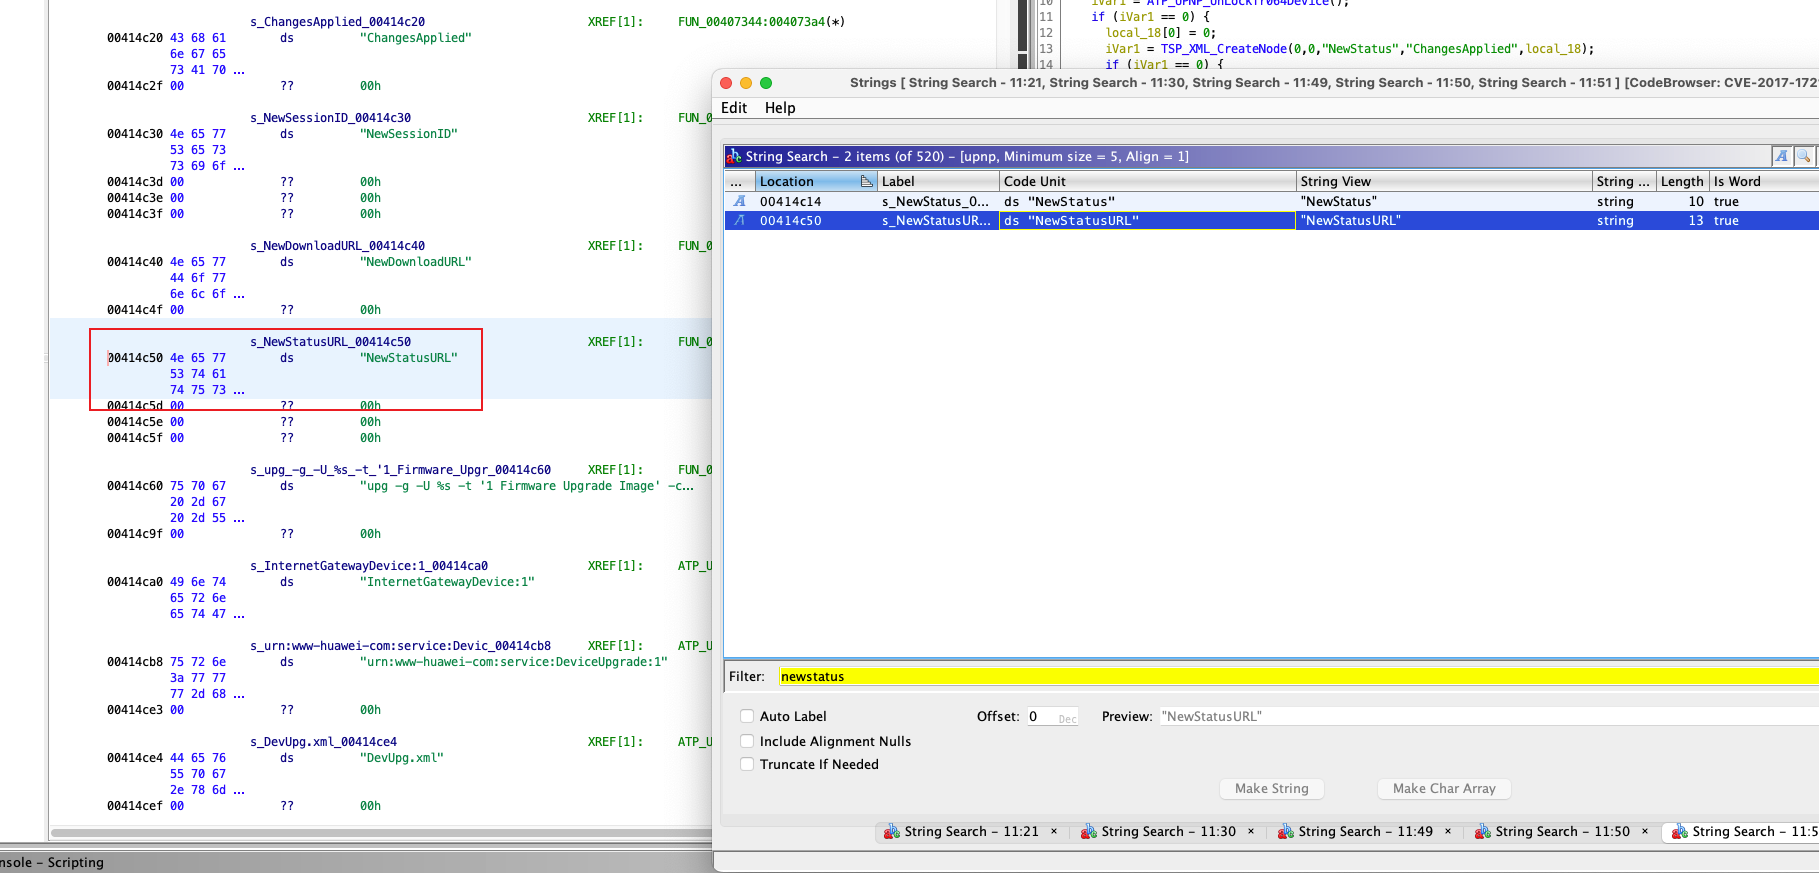 s_ChangesApplied_00414c20 XREF[1]: FUN_00407344:004073a4(*)
00414c20 43 68 61 ds "ChangesApplied"
6e 67 65
73 41 70 ...
00414c2f 00 ?? 00h
s_NewSessionID_00414c30 XREF[1]: FUN_0
00414c30 4e 65 77 ds "NewSessionID"
53 65 73
73 69 6f ...
00414c3d 00 ?? 00h
00414c3e 00 ?? 00h
00414c3f 00 ?? 00h
s_NewDownloadURL_00414c40 XREF[1]: FUN_0
00414c40 4e 65 77 ds "NewDownloadURL"
44 6f 77
6e 6c 6f ...
00414c4f 00 ?? 00h
s_NewStatusURL_00414c50 XREF[1]: FUN_0
00414c50 4e 65 77 ds "NewStatusURL"
53 74 61
74 75 73 ...
00414c5d 00 ?? 00h
00414c5e 00 ?? 00h
00414c5f 00 ?? 00h
s_upg_-g_-U_%s_-t_'1_Firmware_Upgr_00414c60 XREF[1]: FUN_0
00414c60 75 70 67 ds "upg -g -U %s -t '1 Firmware Upgrade Image' -c...
20 2d 67
20 2d 55 ...
00414c9f 00 ?? 00h
s_InternetGatewayDevice:1_00414ca0 XREF[1]: ATP_U
00414ca0 49 6e 74 ds "InternetGatewayDevice:1"
65 72 6e
65 74 47 ...
s_urn:www-huawei-com:service:Devic_00414cb8 XREF[1]: ATP_U
00414cb8 75 72 6e ds "urn:www-huawei-com:service:DeviceUpgrade:1"
3a 77 77
77 2d 68 ...
00414ce3 00 ?? 00h
s_DevUpg.xml_00414ce4 XREF[1]: ATP_U
00414ce4 44 65 76 ds "DevUpg.xml"
55 70 67
2e 78 6d ...
00414cef 00 ?? 00h
nsole - Scripting
10 iVar1 = ATP_UPNP_UnLockTr064Device();
11 if (iVar1 == 0) {
12 local_18[0] = 0;
13 iVar1 = TSP_XML_CreateNode(0,0,"NewStatus","ChangesApplied",local_18);
14 if (iVar1 == 0) {
Strings [ String Search - 11:21, String Search - 11:30, String Search - 11:49, String Search - 11:50, String Search - 11:51 ] [CodeBrowser: CVE-2017-172
Edit Help
String Search - 2 items (of 520) - [upnp, Minimum size = 5, Align = 1]
... Location Label Code Unit String View String ... Length Is Word
A 00414c14 s_NewStatus_0... ds "NewStatus" "NewStatus" string 10 true
A 00414c50 s_NewStatusUR... ds "NewStatusURL" "NewStatusURL" string 13 true
Filter: newstatus
Auto Label Offset: 0 Dec Preview: "NewStatusURL"
Include Alignment Nulls
Truncate If Needed
Make String Make Char Array
String Search - 11:21 × String Search - 11:30 × String Search - 11:49 × String Search - 11:50 × String Search - 11:5